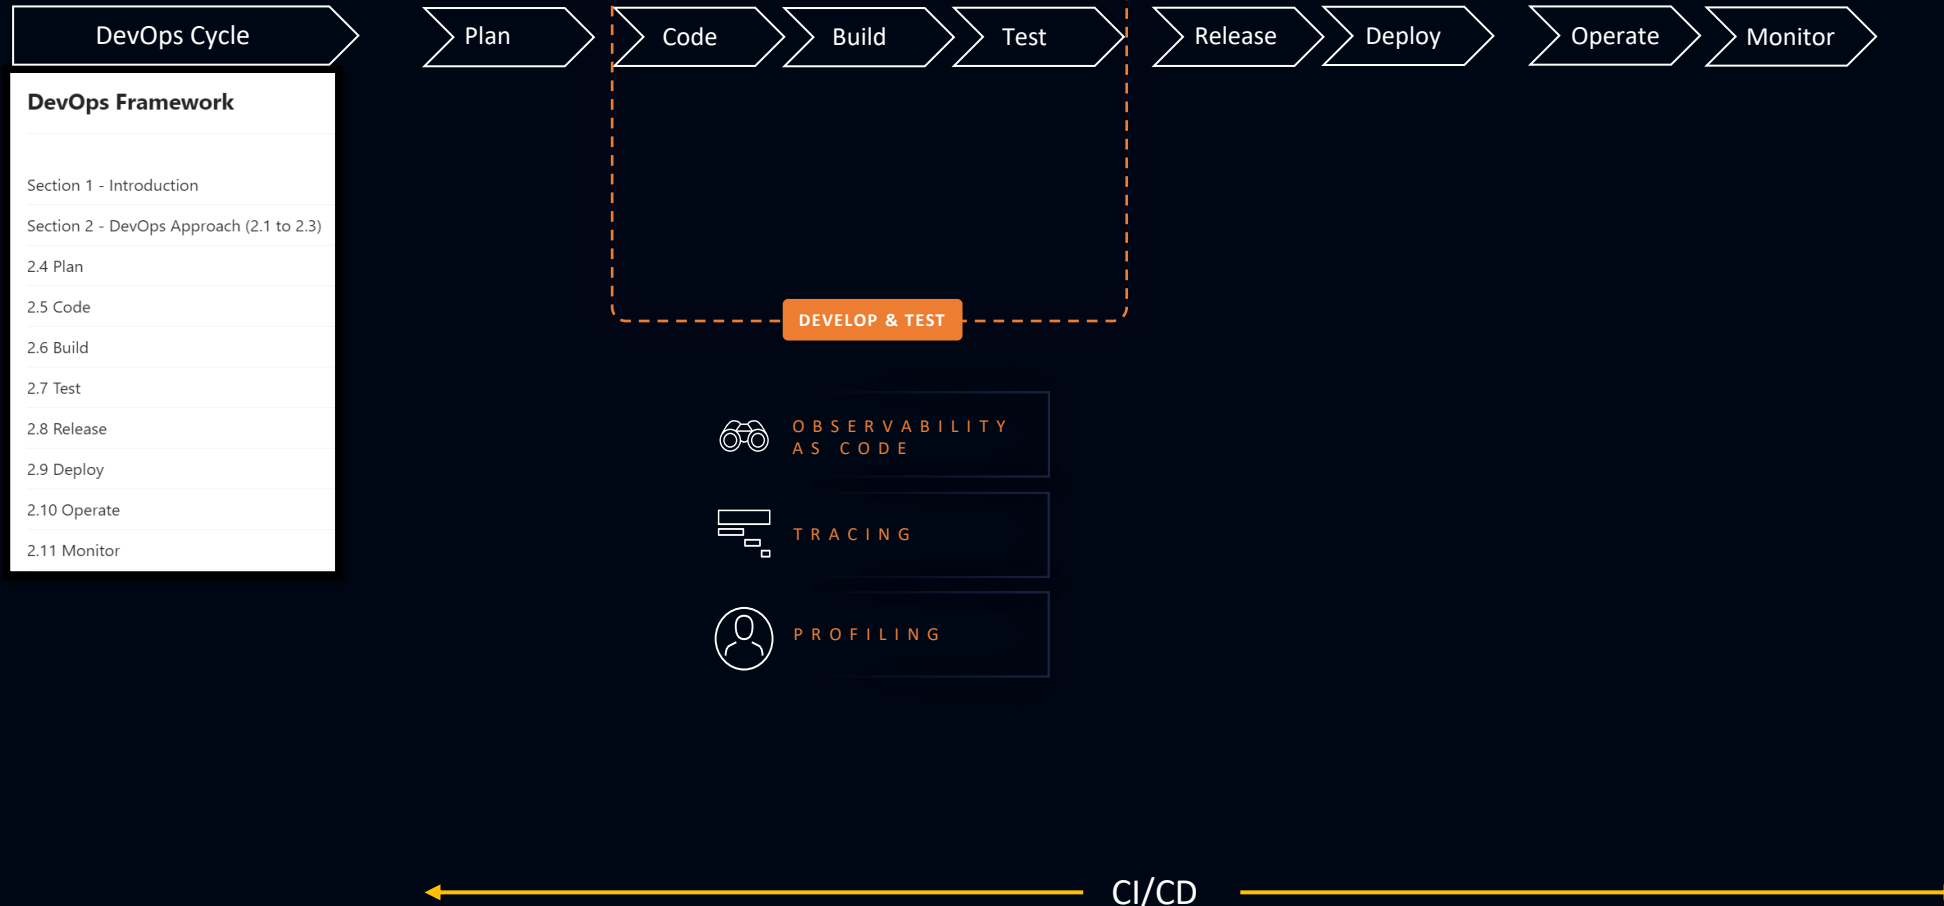 DevOps Cycle
Plan
Code
Build
Test
Release
Deploy
Operate
Monitor
DevOps Framework
Section 1 - Introduction
Section 2 - DevOps Approach (2.1 to 2.3)
2.4 Plan
2.5 Code
2.6 Build
2.7 Test
2.8 Release
2.9 Deploy
2.10 Operate
2.11 Monitor
DEVELOP & TEST
OBSERVABILITY
AS CODE
TRACING
PROFILING
CI/CD